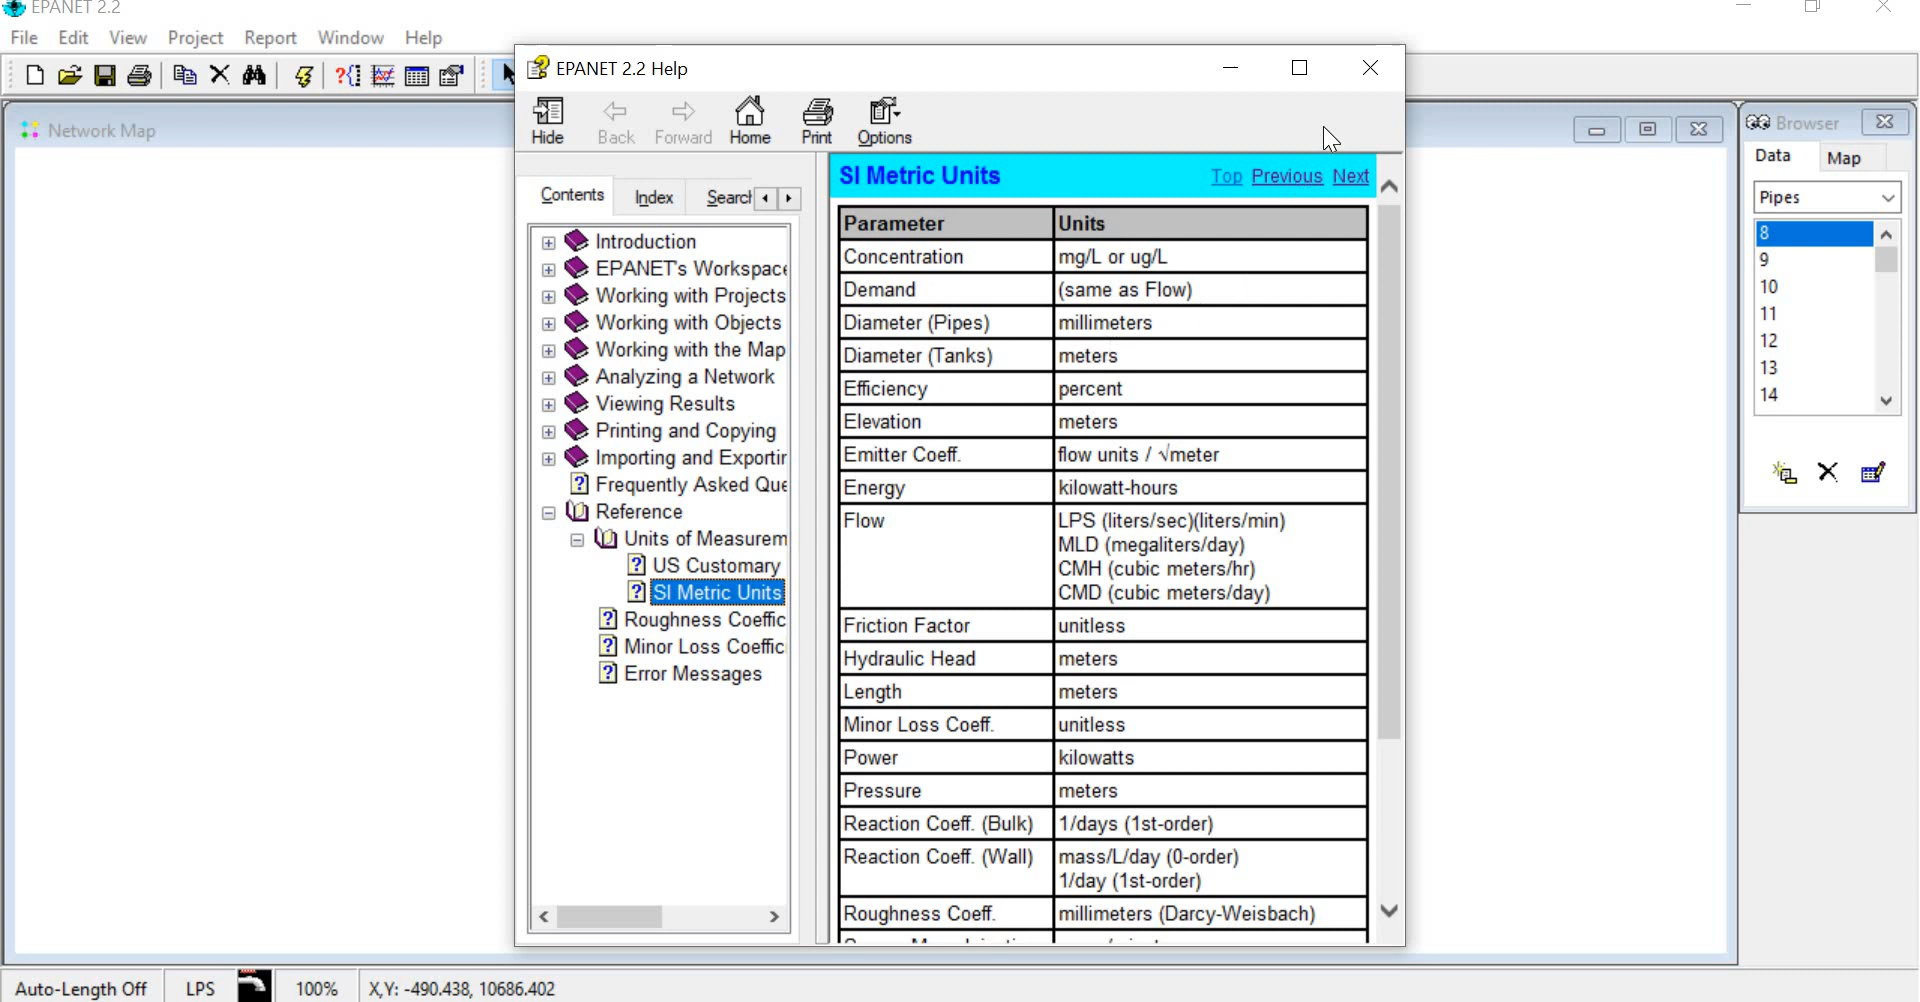 EPANET 2.2
File Edit View Project Report Window Help
EPANET 2.2 Help
Hide Back Forward Home Print Options
Network Map
Contents Index Search
Introduction
EPANET's Workspace
Working with Projects
Working with Objects
Working with the Map
Analyzing a Network
Viewing Results
Printing and Copying
Importing and Exportin
Frequently Asked Que
Reference
Units of Measurem
US Customary
SI Metric Units
Roughness Coeffic
Minor Loss Coeffici
Error Messages
SI Metric Units Top Previous Next
Parameter Units
Concentration mg/L or ug/L
Demand (same as Flow)
Diameter (Pipes) millimeters
Diameter (Tanks) meters
Efficiency percent
Elevation meters
Emitter Coeff. flow units / √meter
Energy kilowatt-hours
Flow LPS (liters/sec)(liters/min)
MLD (megaliters/day)
CMH (cubic meters/hr)
CMD (cubic meters/day)
Friction Factor unitless
Hydraulic Head meters
Length meters
Minor Loss Coeff. unitless
Power kilowatts
Pressure meters
Reaction Coeff. (Bulk) 1/days (1st-order)
Reaction Coeff. (Wall) mass/L/day (0-order)
1/day (1st-order)
Roughness Coeff. millimeters (Darcy-Weisbach)
Browser
Data Map
Pipes
8
9
10
11
12
13
14
Auto-Length Off LPS 100% X,Y: -490.438, 10686.402